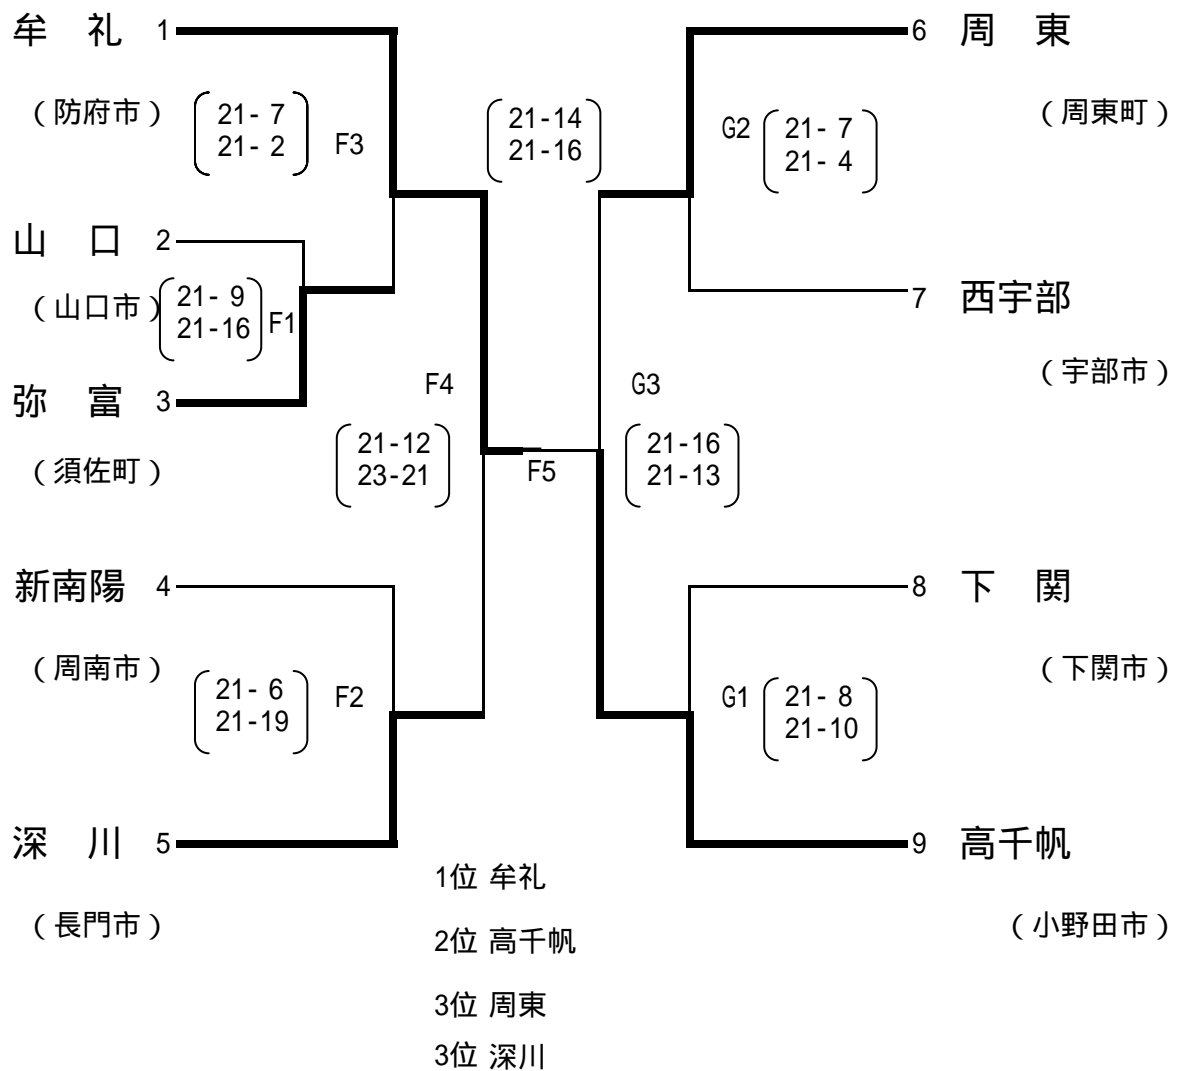 牟 礼 1
（防府市）
21- 7
21- 2
F3
21-14
21-16
6 周 東
（周東町）
G2
21- 7
21- 4
山 口 2
（山口市）
21- 9
21-16
F1
7 西宇部
（宇部市）
弥 富 3
（須佐町）
F4
21-12
23-21
F5
G3
21-16
21-13
新南陽 4
（周南市）
21- 6
21-19
F2
8 下 関
（下関市）
G1
21- 8
21-10
深 川 5
（長門市）
9 高千帆
（小野田市）
1位 牟礼
2位 高千帆
3位 周東
3位 深川